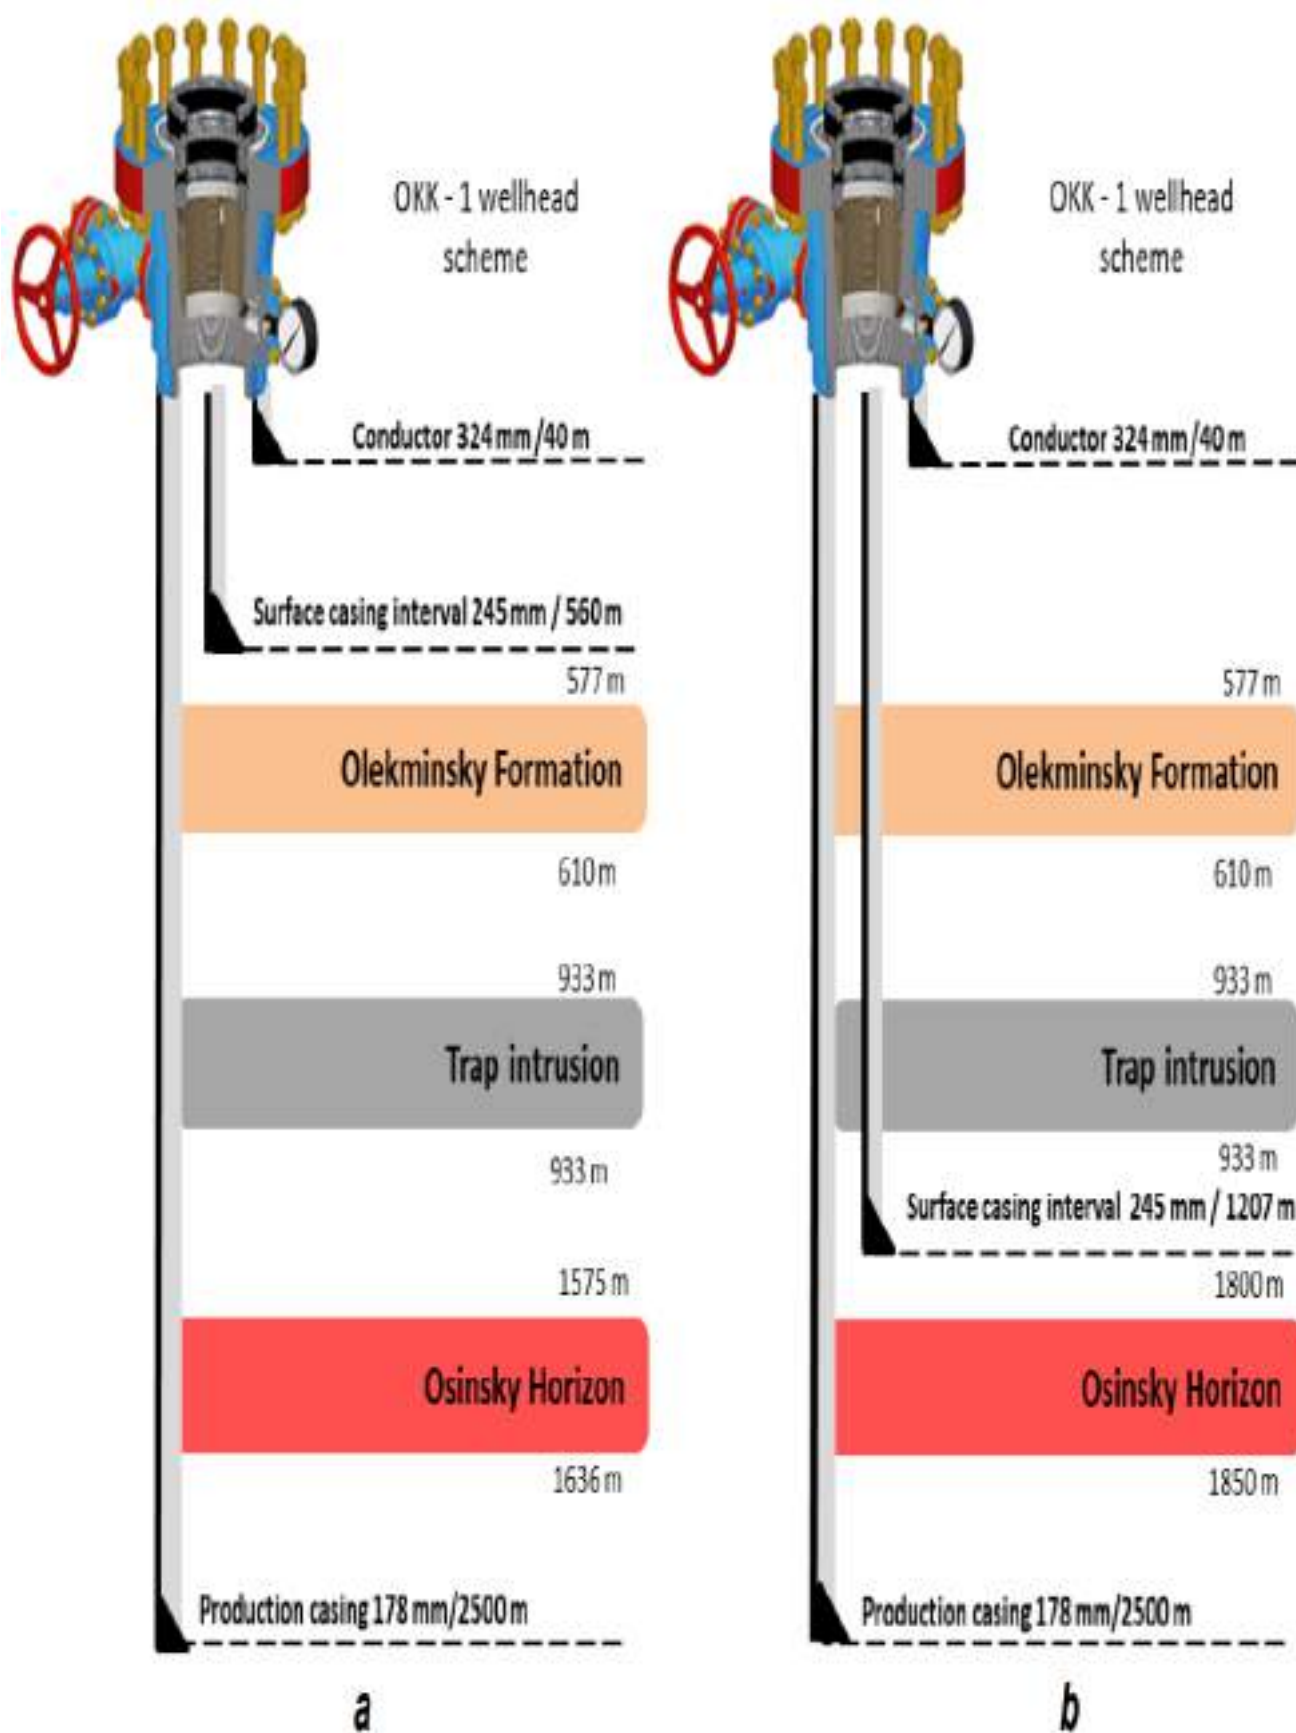 OKK - 1 wellhead
scheme
Conductor 324 mm /40 m
Surface casing interval 245 mm / 560 m
577 m
Olekminsky Formation
610 m
933 m
Trap intrusion
933 m
1575 m
Osinsky Horizon
1636 m
Production casing 178 mm/2500 m
a
OKK - 1 wellhead
scheme
Conductor 324 mm/40 m
577 m
Olekminsky Formation
610 m
933 m
Trap intrusion
933 m
Surface casing interval 245 mm / 1207 m
1800 m
Osinsky Horizon
1850 m
Production casing 178 mm/2500 m
b